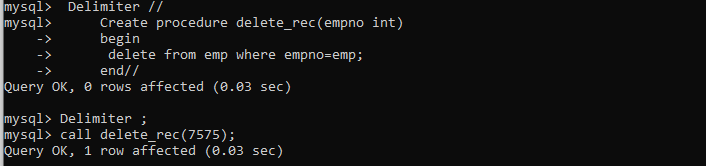 mysql>  Delimiter //
mysql>      Create procedure delete_rec(empno int)
    ->      begin
    ->       delete from emp where empno=emp;
    ->      end//
Query OK, 0 rows affected (0.03 sec)

mysql> Delimiter ;
mysql> call delete_rec(7575);
Query OK, 1 row affected (0.03 sec)